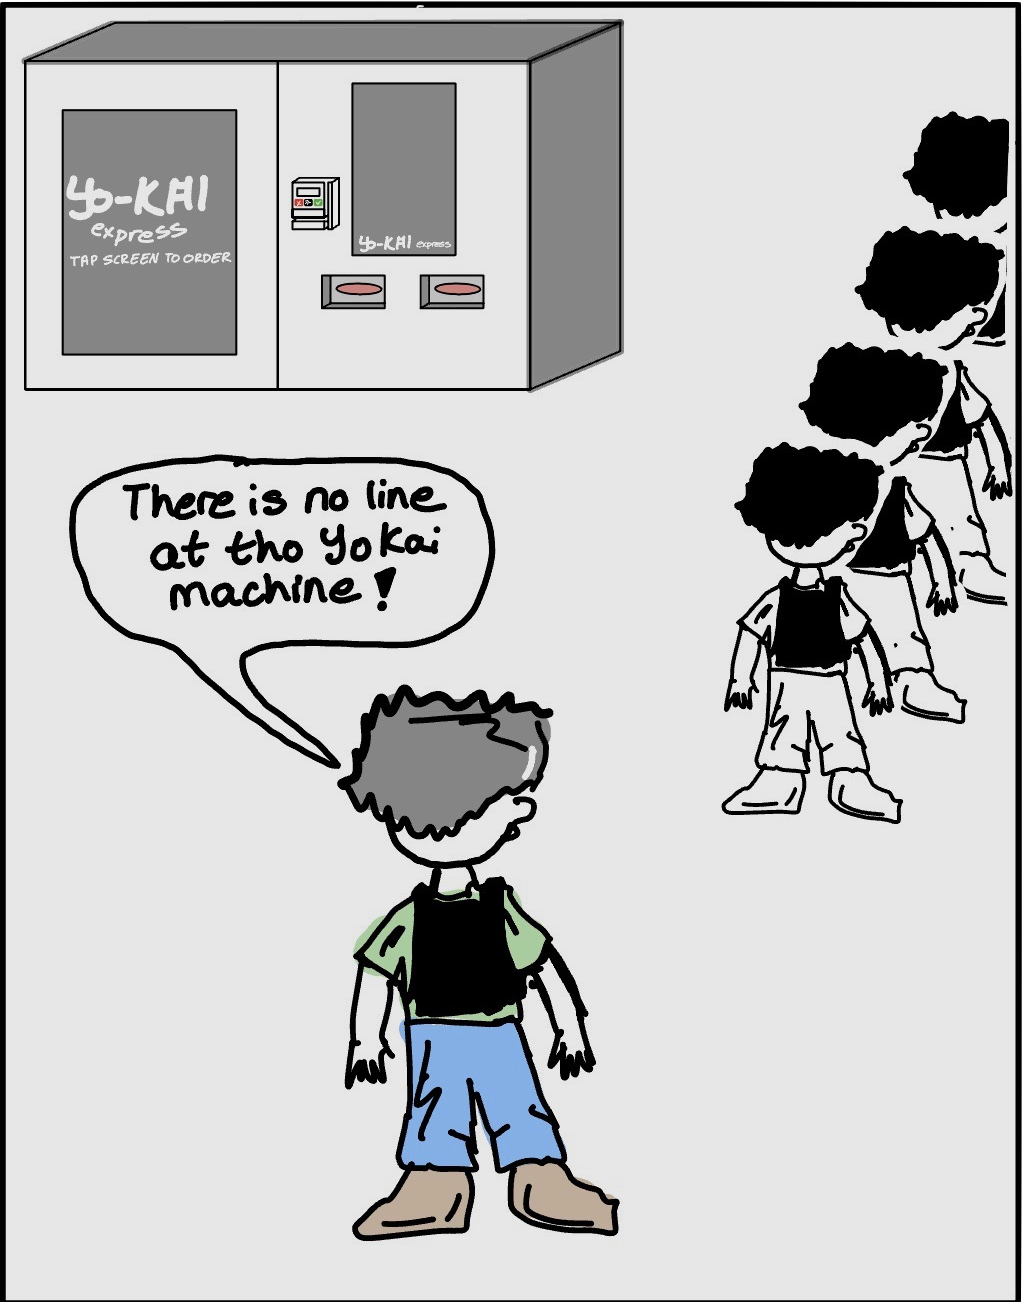 Yo-KAI
express
TAP SCREEN TO ORDER
Yo-KAI express
There is no line
at tho Yokai
machine!